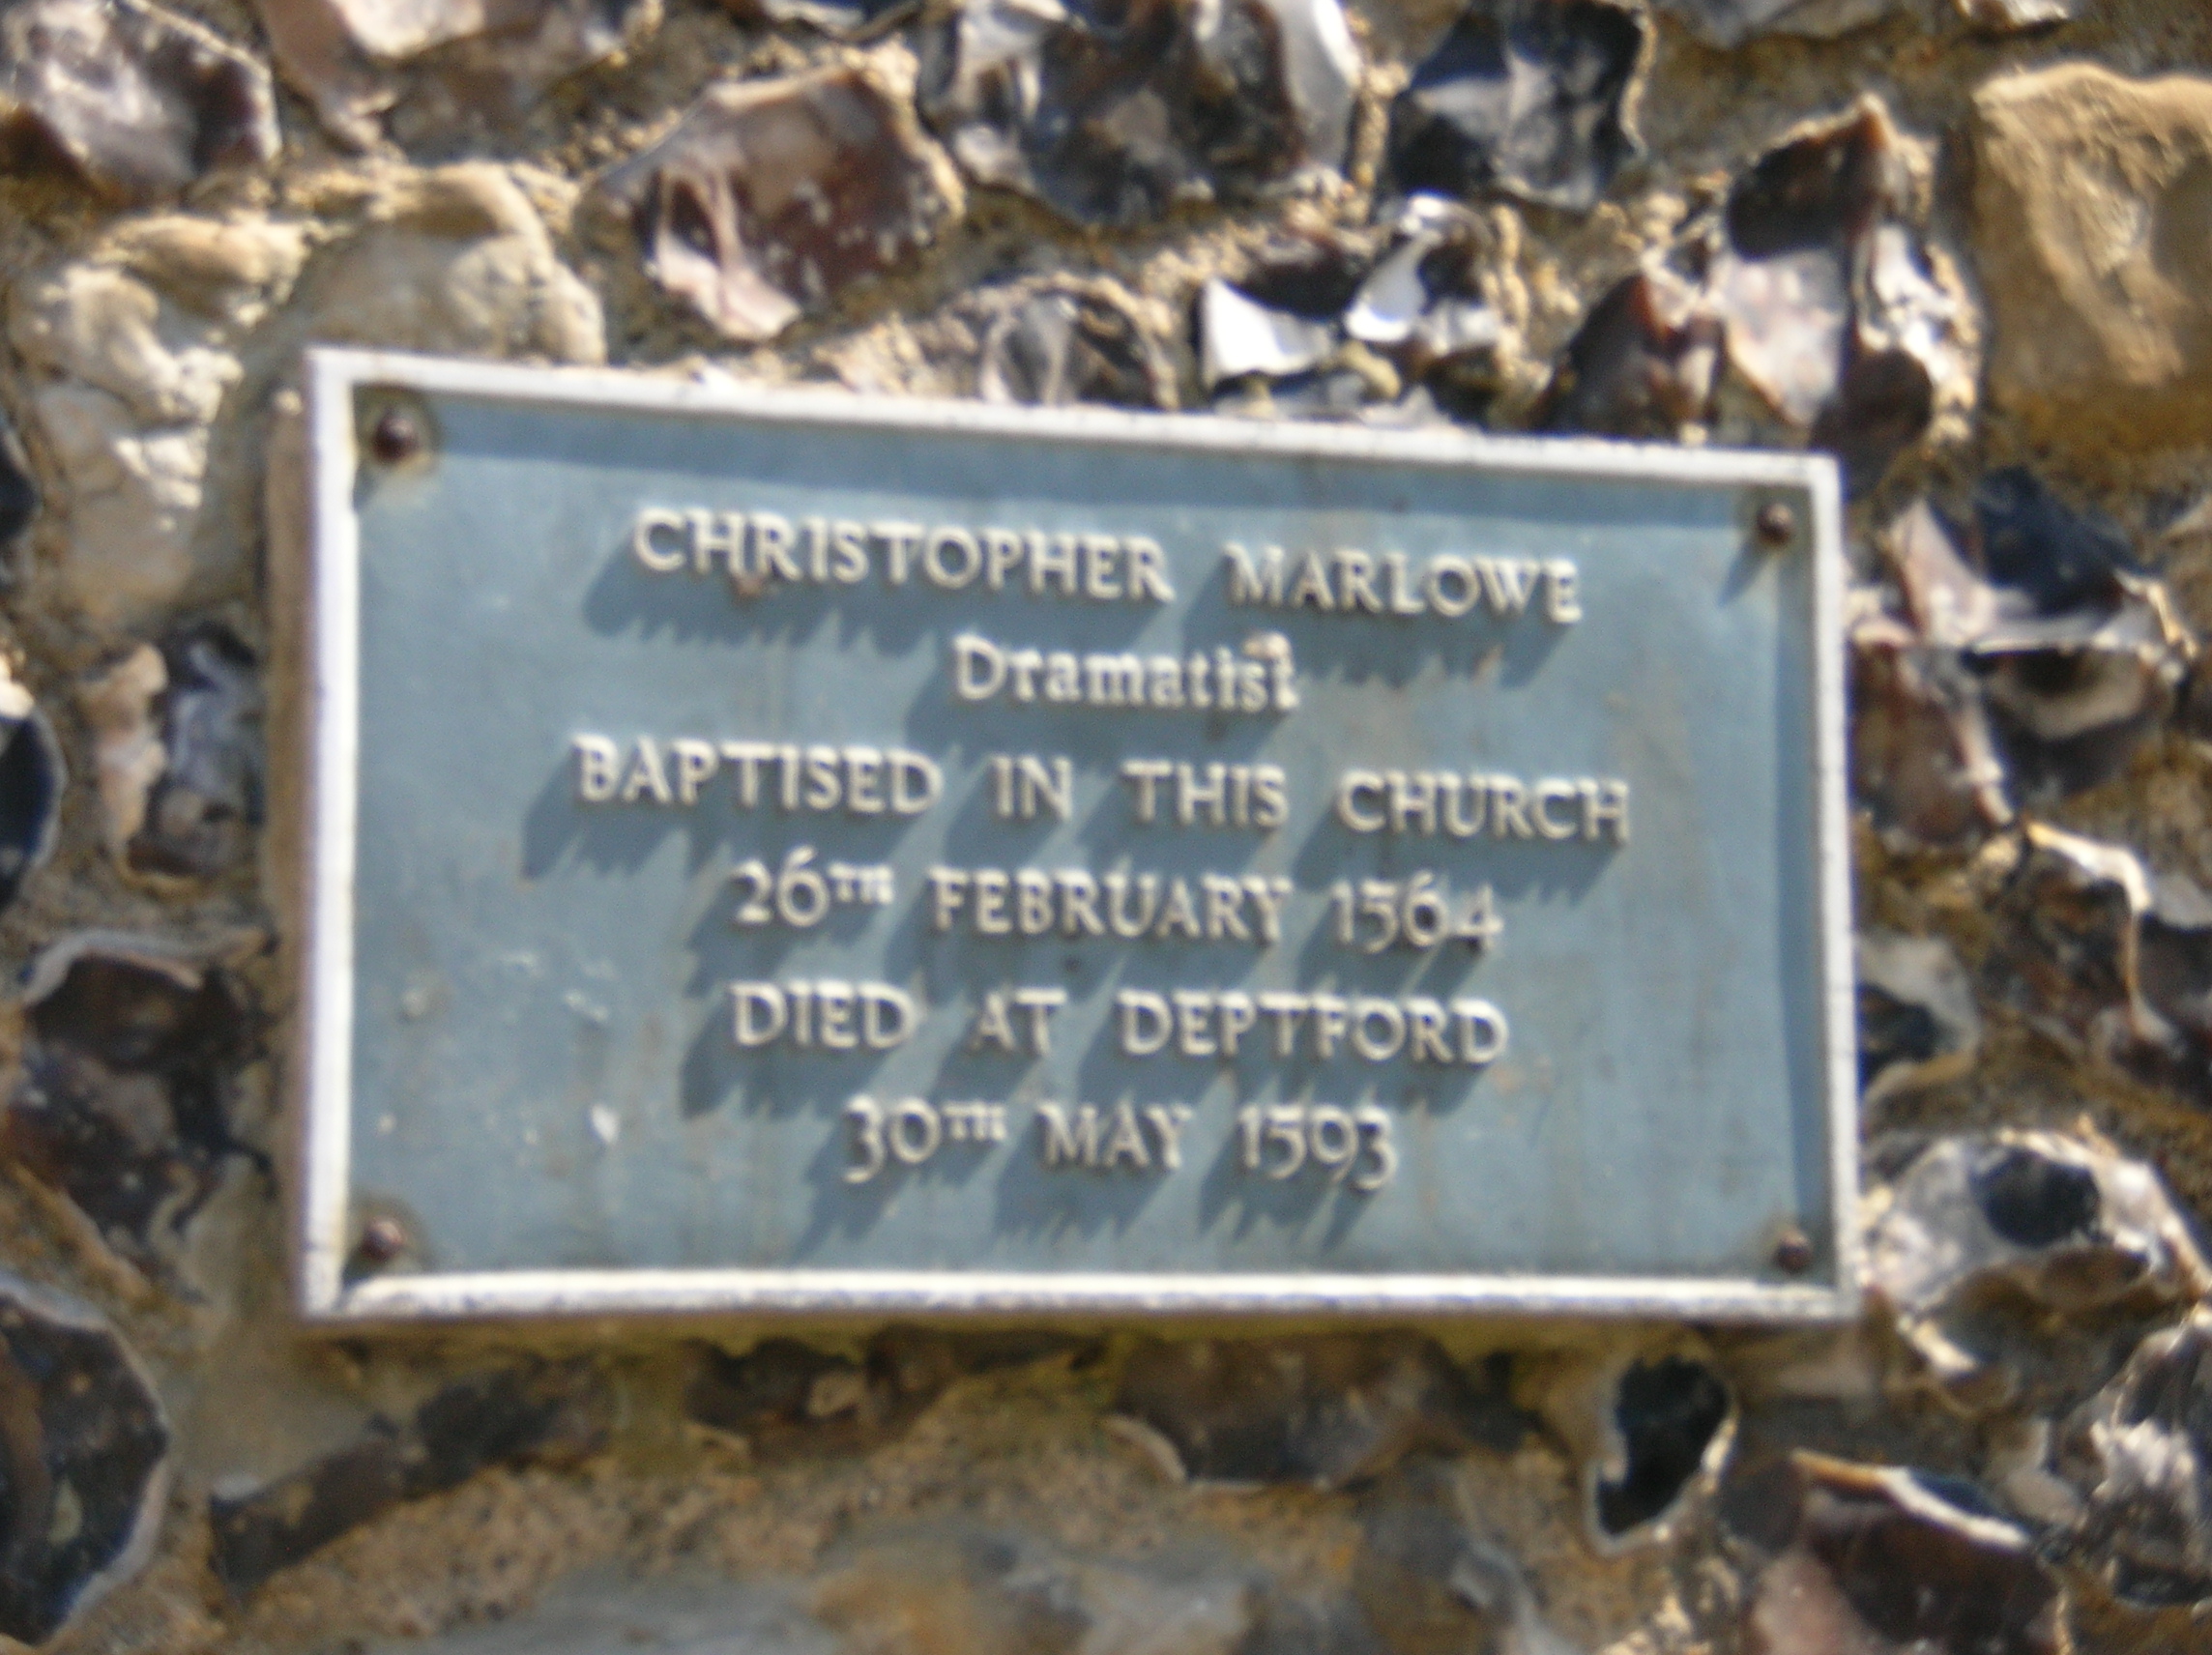 CHRISTOPHER MARLOWE
Dramatist
BAPTISED IN THIS CHURCH
26TH FEBRUARY 1564
DIED AT DEPTFORD
30TH MAY 1593